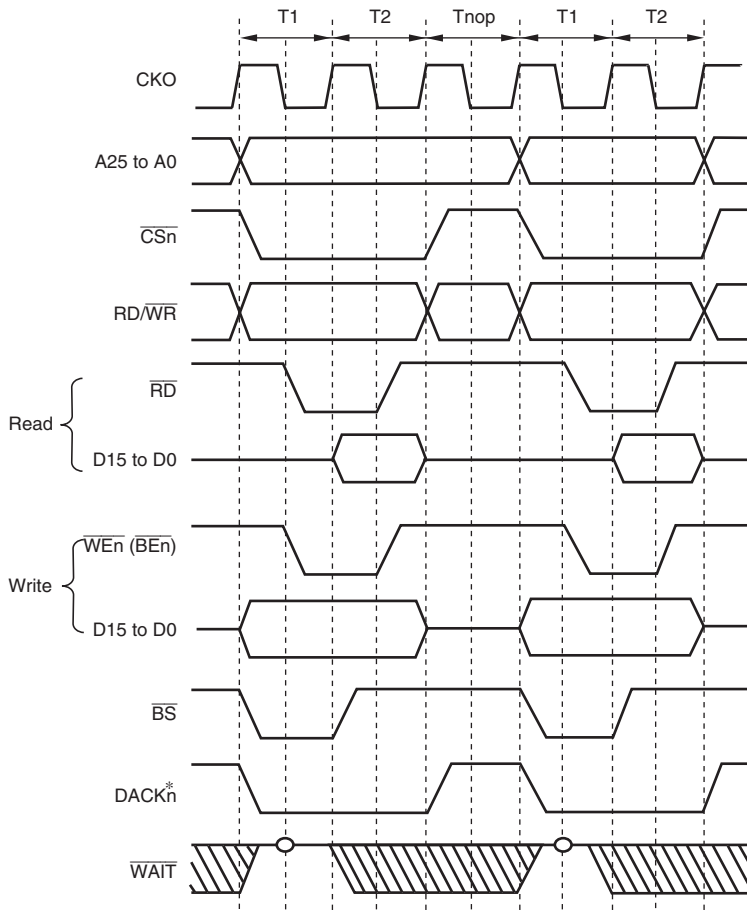 T1 T2 Tnop T1 T2
CKO
A25 to A0
CSn
RD/WR
Read
RD
D15 to D0
Write
WEn (BEn)
D15 to D0
BS
DACKn*
WAIT